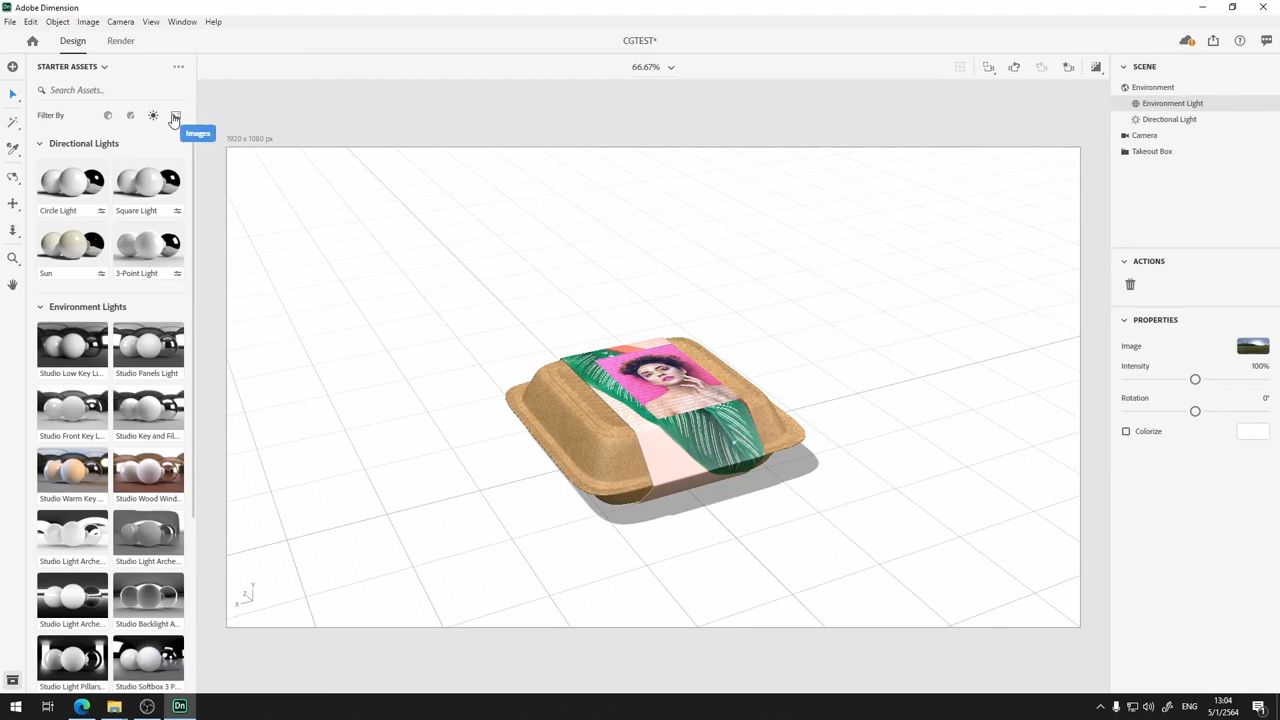 Adobe Dimension
File Edit Object Image Camera View Window Help
Design Render CGTEST*
STARTER ASSETS
66.67%
Search Assets...
Filter By
Images
1920 x 1080 px
Directional Lights
Circle Light Square Light
Sun 3-Point Light
Environment Lights
Studio Low Key Li... Studio Panels Light
Studio Front Key L... Studio Key and Fil...
Studio Warm Key ... Studio Wood Wind...
Studio Light Arche... Studio Light Arche...
Studio Light Arche... Studio Backlight A...
Studio Light Pillars... Studio Softbox 3 P...
Y
Z
X
SCENE
Environment
Environment Light
Directional Light
Camera
Takeout Box
ACTIONS
PROPERTIES
Image
Intensity 100%
Rotation 0°
Colorize
Dn
ENG
13:04
5/1/2564